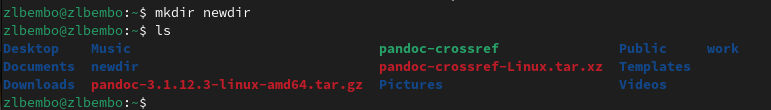 zlbembo@zlbembo:~$ mkdir newdir
zlbembo@zlbembo:~$ ls
Desktop    Music                              pandoc-crossref               Public     work
Documents  newdir                             pandoc-crossref-Linux.tar.xz  Templates
Downloads  pandoc-3.1.12.3-linux-amd64.tar.gz  Pictures                      Videos
zlbembo@zlbembo:~$